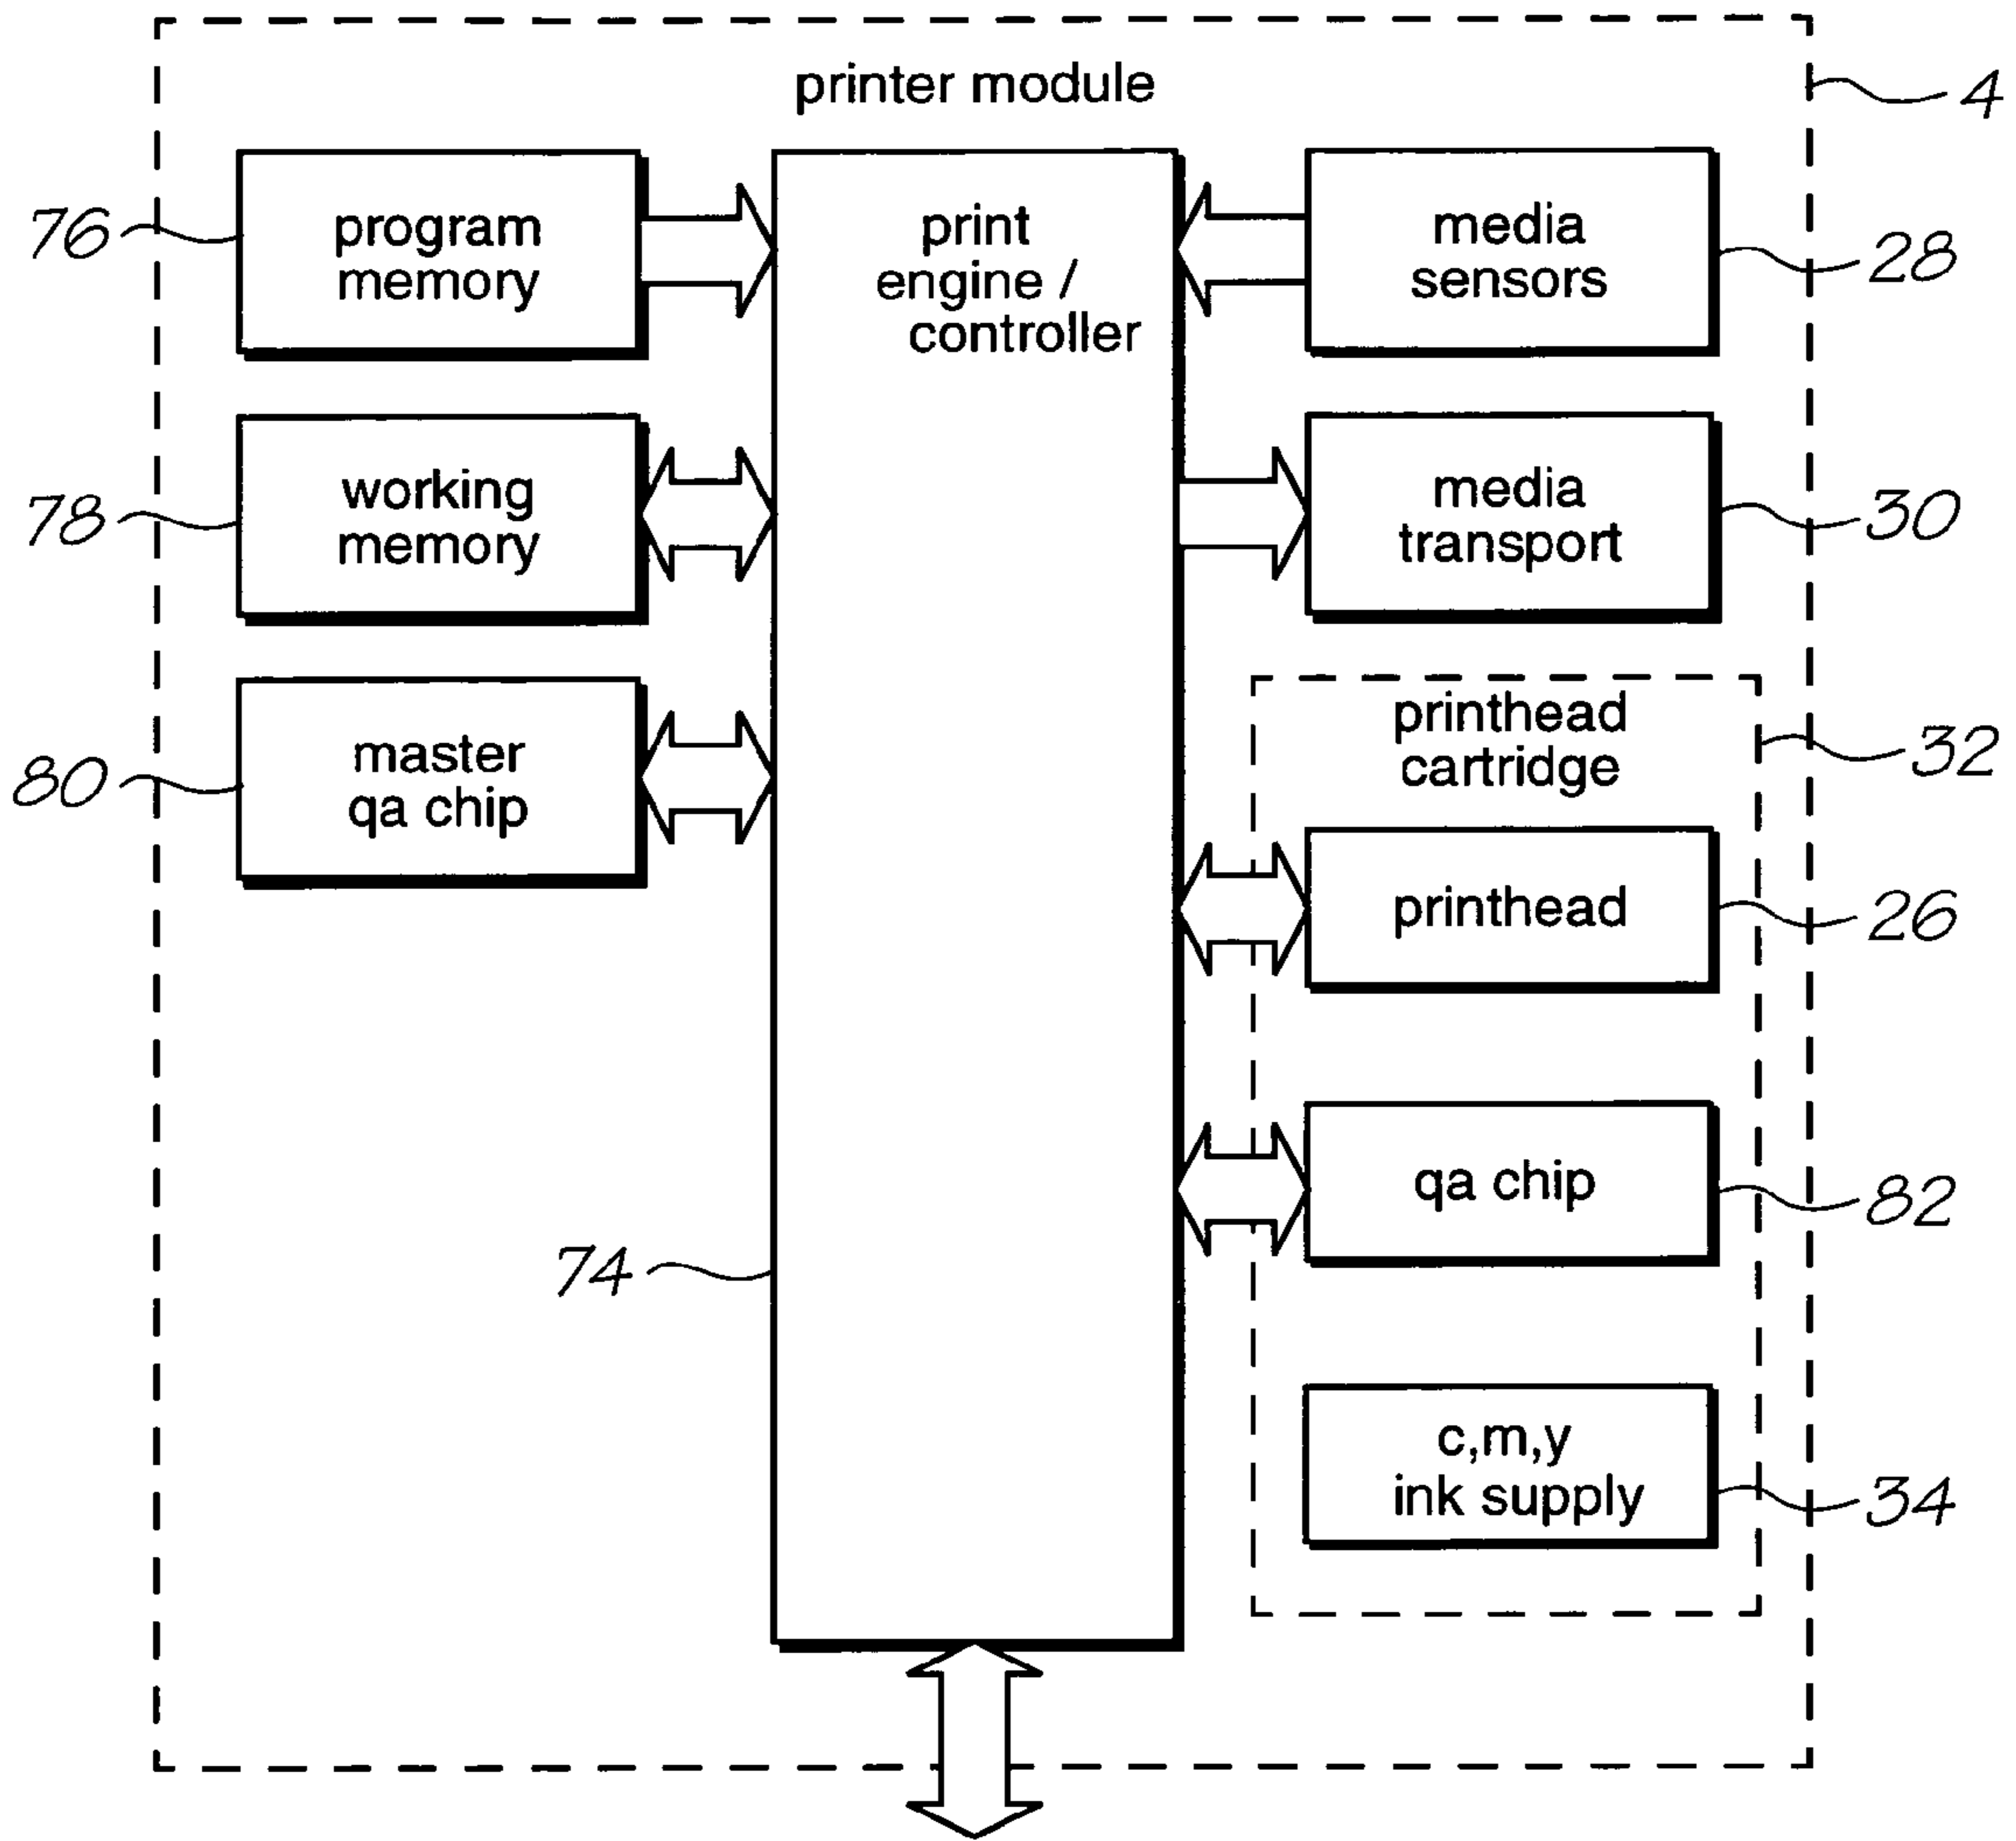 printer module
4
76
program
memory
print
engine /
controller
media
sensors
28
78
working
memory
media
transport
30
80
master
qa chip
printhead
cartridge
32
printhead
26
74
qa chip
82
c,m,y
ink supply
34